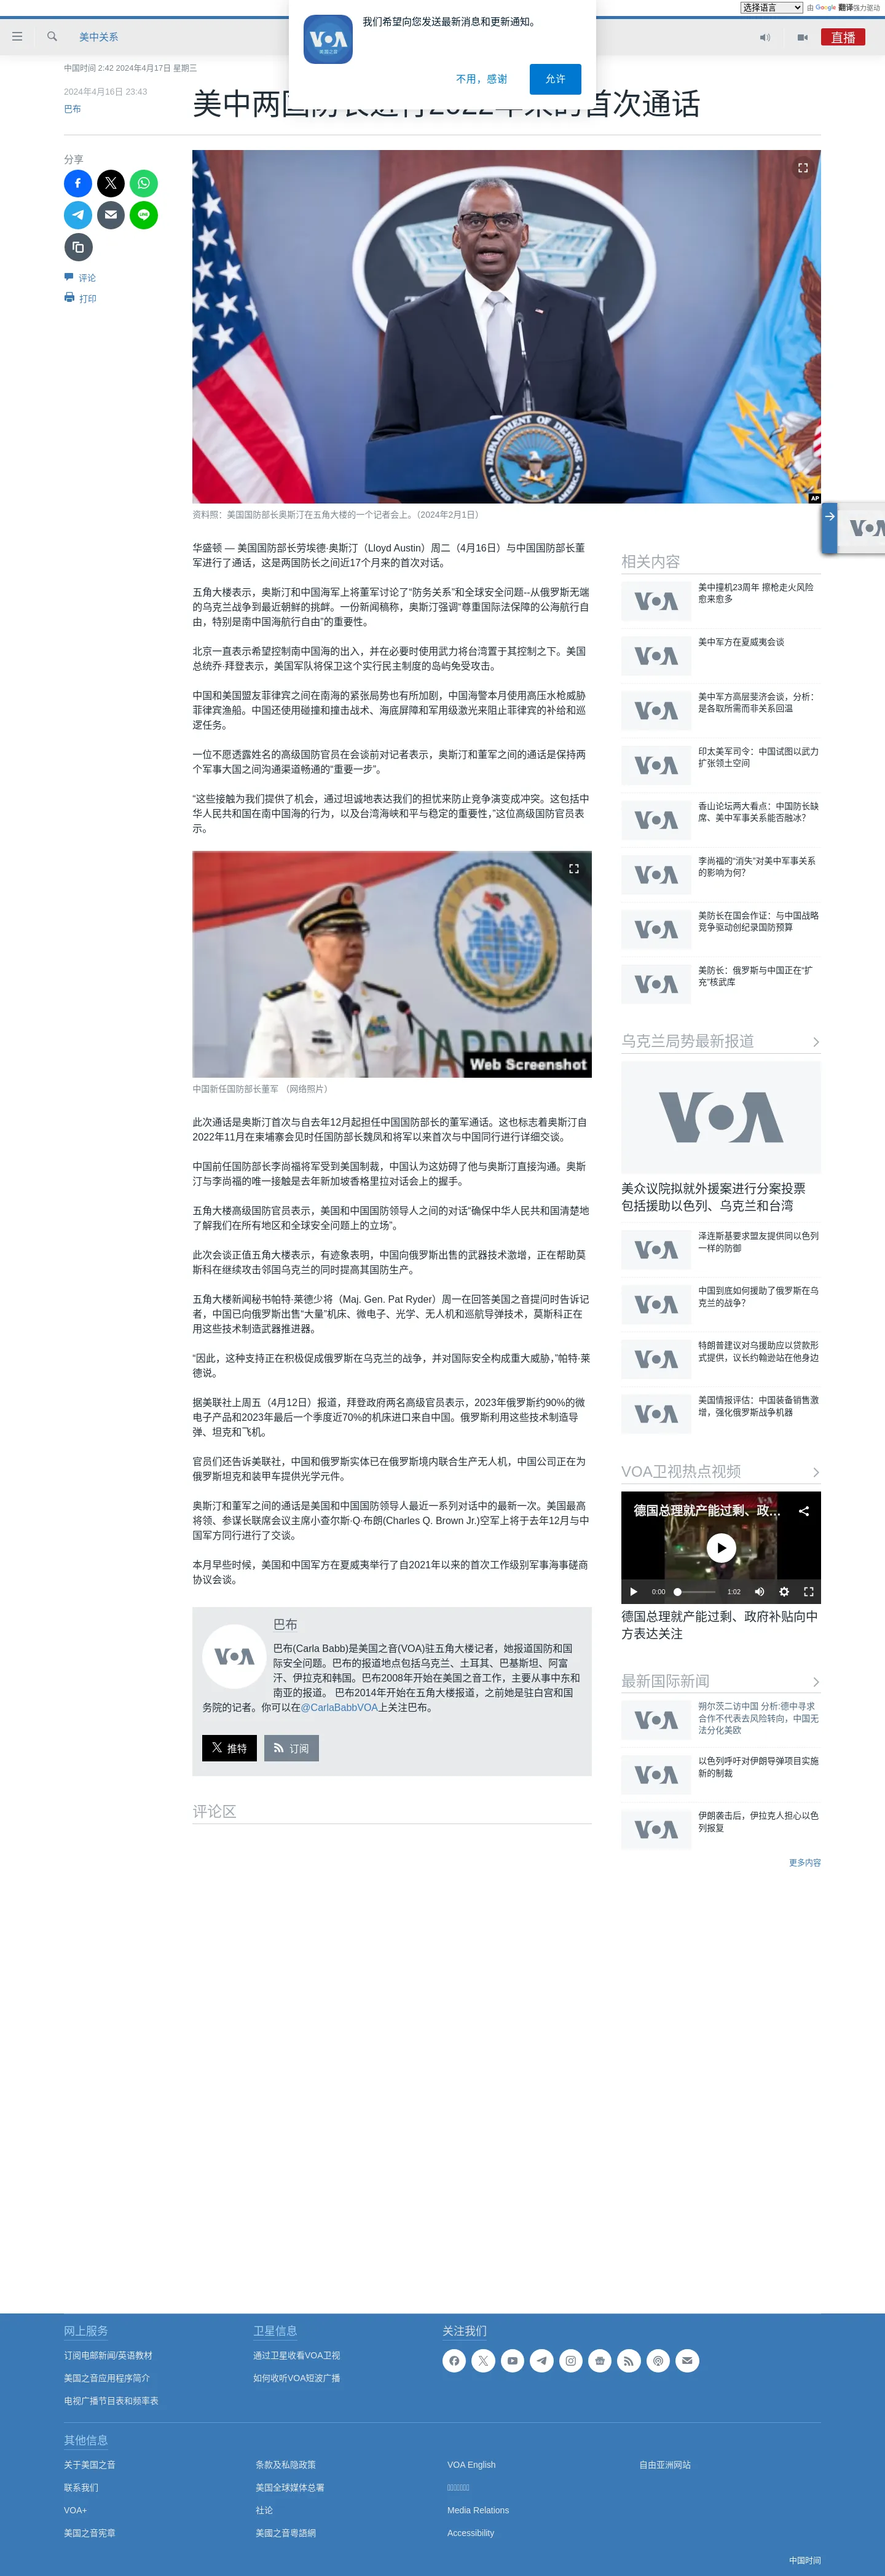 选择语言
由 Google 翻译强力驱动
我们希望向您发送最新消息和更新通知。
不用，感谢
允许
美中关系
直播
中国时间 2:42 2024年4月17日 星期三
2024年4月16日 23:43
巴布
美中两国防长进行2022年来的首次通话
分享
评论
打印
DEPARTMENT OF DEFENSE
AP
资料照：美国国防部长奥斯汀在五角大楼的一个记者会上。（2024年2月1日）
华盛顿 — 美国国防部长劳埃德·奥斯汀（Lloyd Austin）周二（4月16日）与中国国防部长董
军进行了通话，这是两国防长之间近17个月来的首次对话。
五角大楼表示，奥斯汀和中国海军上将董军讨论了“防务关系”和全球安全问题--从俄罗斯无端
的乌克兰战争到最近朝鲜的挑衅。一份新闻稿称，奥斯汀强调“尊重国际法保障的公海航行自
由，特别是南中国海航行自由”的重要性。
北京一直表示希望控制南中国海的出入，并在必要时使用武力将台湾置于其控制之下。美国
总统乔·拜登表示，美国军队将保卫这个实行民主制度的岛屿免受攻击。
中国和美国盟友菲律宾之间在南海的紧张局势也有所加剧，中国海警本月使用高压水枪威胁
菲律宾渔船。中国还使用碰撞和撞击战术、海底屏障和军用级激光来阻止菲律宾的补给和巡
逻任务。
一位不愿透露姓名的高级国防官员在会谈前对记者表示，奥斯汀和董军之间的通话是保持两
个军事大国之间沟通渠道畅通的“重要一步”。
“这些接触为我们提供了机会，通过坦诚地表达我们的担忧来防止竞争演变成冲突。这包括中
华人民共和国在南中国海的行为，以及台湾海峡和平与稳定的重要性，”这位高级国防官员表
示。
Web Screenshot
中国新任国防部长董军 （网络照片）
此次通话是奥斯汀首次与自去年12月起担任中国国防部长的董军通话。这也标志着奥斯汀自
2022年11月在柬埔寨会见时任国防部长魏凤和将军以来首次与中国同行进行详细交谈。
中国前任国防部长李尚福将军受到美国制裁，中国认为这妨碍了他与奥斯汀直接沟通。奥斯
汀与李尚福的唯一接触是去年新加坡香格里拉对话会上的握手。
五角大楼高级国防官员表示，美国和中国国防领导人之间的对话“确保中华人民共和国清楚地
了解我们在所有地区和全球安全问题上的立场”。
此次会谈正值五角大楼表示，有迹象表明，中国向俄罗斯出售的武器技术激增，正在帮助莫
斯科在继续攻击邻国乌克兰的同时提高其国防生产。
五角大楼新闻秘书帕特·莱德少将（Maj. Gen. Pat Ryder）周一在回答美国之音提问时告诉记
者，中国已向俄罗斯出售“大量”机床、微电子、光学、无人机和巡航导弹技术，莫斯科正在
用这些技术制造武器推进器。
“因此，这种支持正在积极促成俄罗斯在乌克兰的战争，并对国际安全构成重大威胁，”帕特·莱
德说。
据美联社上周五（4月12日）报道，拜登政府两名高级官员表示，2023年俄罗斯约90%的微
电子产品和2023年最后一个季度近70%的机床进口来自中国。俄罗斯利用这些技术制造导
弹、坦克和飞机。
官员们还告诉美联社，中国和俄罗斯实体已在俄罗斯境内联合生产无人机，中国公司正在为
俄罗斯坦克和装甲车提供光学元件。
奥斯汀和董军之间的通话是美国和中国国防领导人最近一系列对话中的最新一次。美国最高
将领、参谋长联席会议主席小查尔斯·Q·布朗(Charles Q. Brown Jr.)空军上将于去年12月与中
国军方同行进行了交谈。
本月早些时候，美国和中国军方在夏威夷举行了自2021年以来的首次工作级别军事海事磋商
协议会谈。
巴布
巴布(Carla Babb)是美国之音(VOA)驻五角大楼记者，她报道国防和国
际安全问题。巴布的报道地点包括乌克兰、土耳其、巴基斯坦、阿富
汗、伊拉克和韩国。巴布2008年开始在美国之音工作，主要从事中东和
南亚的报道。 巴布2014年开始在五角大楼报道，之前她是驻白宫和国
务院的记者。你可以在@CarlaBabbVOA上关注巴布。
推特
订阅
评论区
相关内容
美中撞机23周年 擦枪走火风险
愈来愈多
美中军方在夏威夷会谈
美中军方高层斐济会谈，分析：
是各取所需而非关系回温
印太美军司令：中国试图以武力
扩张领土空间
香山论坛两大看点：中国防长缺
席、美中军事关系能否融冰？
李尚福的“消失”对美中军事关系
的影响为何？
美防长在国会作证：与中国战略
竞争驱动创纪录国防预算
美防长：俄罗斯与中国正在“扩
充”核武库
乌克兰局势最新报道
VOA
美众议院拟就外援案进行分案投票
包括援助以色列、乌克兰和台湾
泽连斯基要求盟友提供同以色列
一样的防御
中国到底如何援助了俄罗斯在乌
克兰的战争？
特朗普建议对乌援助应以贷款形
式提供，议长约翰逊站在他身边
美国情报评估：中国装备销售激
增，强化俄罗斯战争机器
VOA卫视热点视频
德国总理就产能过剩、政...
0:00
1:02
德国总理就产能过剩、政府补贴向中
方表达关注
最新国际新闻
朔尔茨二访中国 分析:德中寻求
合作不代表去风险转向，中国无
法分化美欧
以色列呼吁对伊朗导弹项目实施
新的制裁
伊朗袭击后，伊拉克人担心以色
列报复
更多内容
网上服务
订阅电邮新闻/英语教材
美国之音应用程序简介
电视广播节目表和频率表
卫星信息
通过卫星收看VOA卫视
如何收听VOA短波广播
关注我们
其他信息
关于美国之音
条款及私隐政策
VOA English
自由亚洲网站
联系我们
美国全球媒体总署
VOA+
社论
Media Relations
美国之音宪章
美國之音粵語網
Accessibility
中国时间